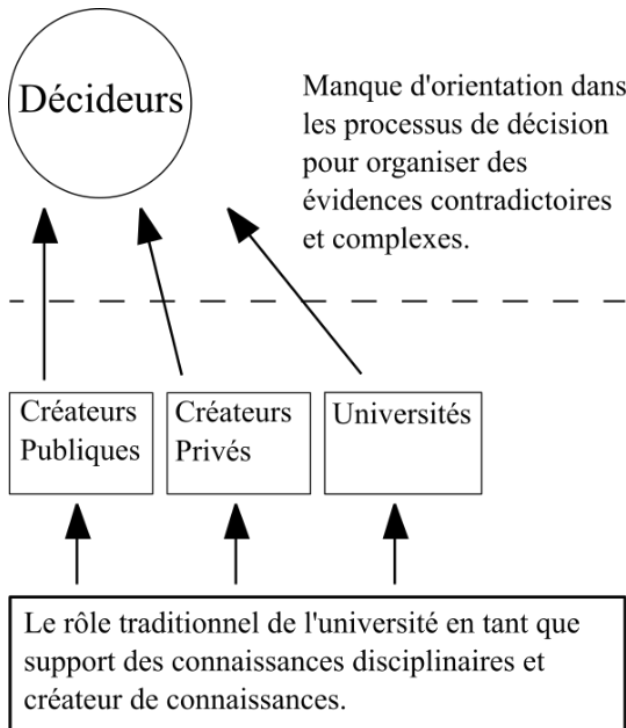 Décideurs
Manque d'orientation dans
les processus de décision
pour organiser des
évidences contradictoires
et complexes.
Créateurs
Publiques
Créateurs
Privés
Universités
Le rôle traditionnel de l'université en tant que
support des connaissances disciplinaires et
créateur de connaissances.